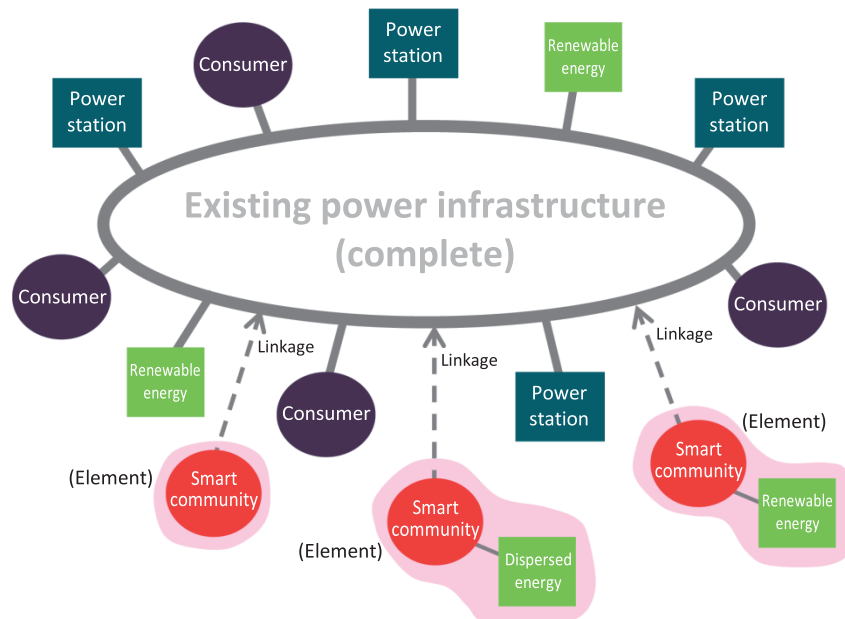 Power
station
Consumer
Power
station
Renewable
energy
Power
station
Existing power infrastructure
(complete)
Consumer
Consumer
Renewable
energy
Linkage
Consumer
Linkage
Power
station
Linkage
(Element)
Smart
community
(Element)
Smart
community
Dispersed
energy
(Element)
Smart
community
Renewable
energy